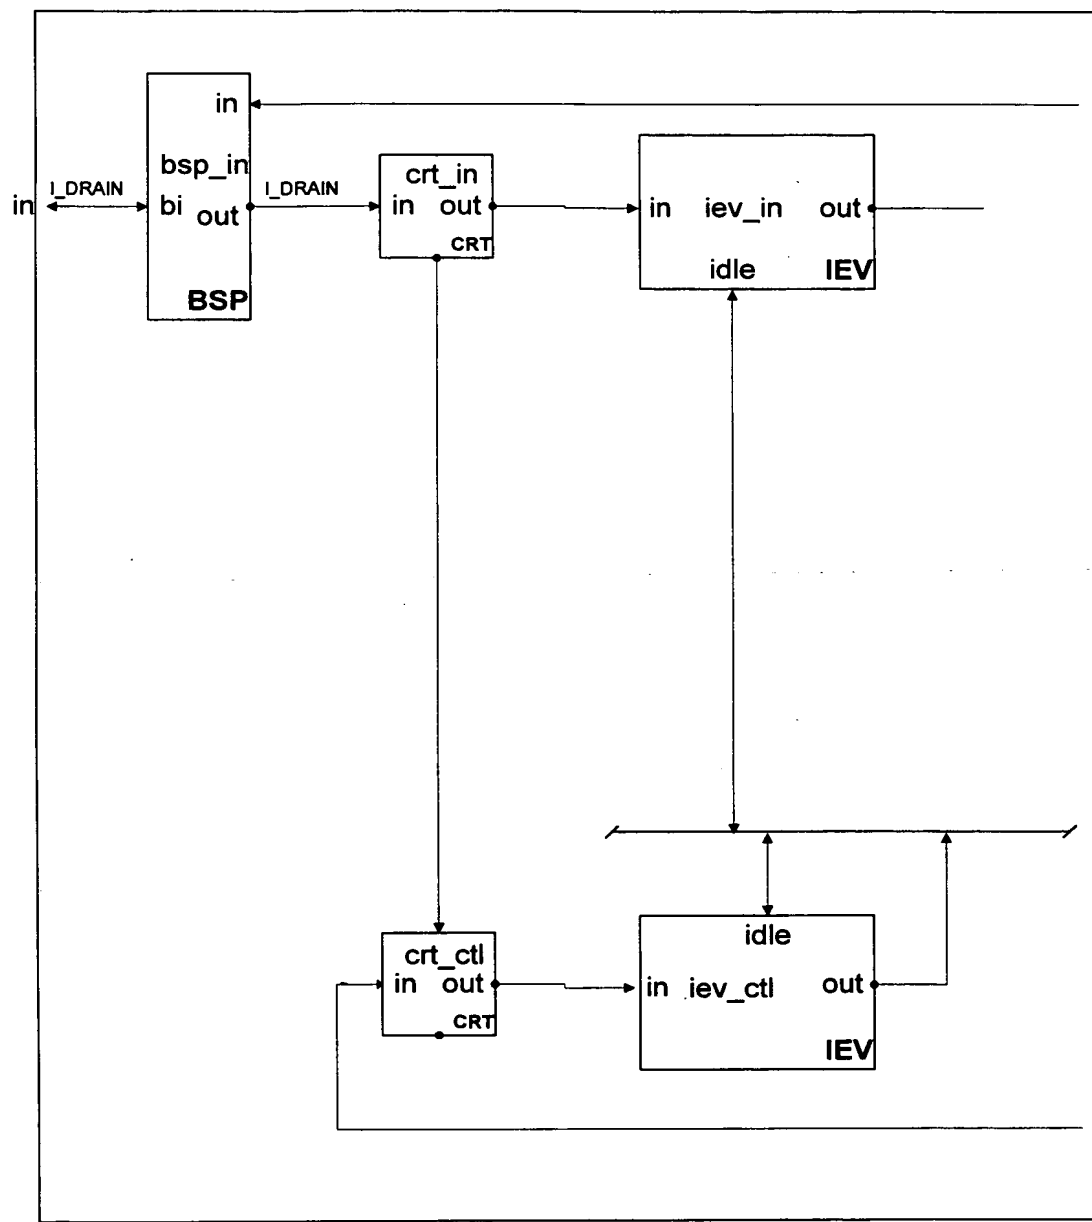 in
bsp_in
in I_DRAIN bi out I_DRAIN
BSP
crt_in
in out
CRT
in iev_in out
idle IEV
crt_ctl
in out
CRT
idle
in iev_ctl out
IEV